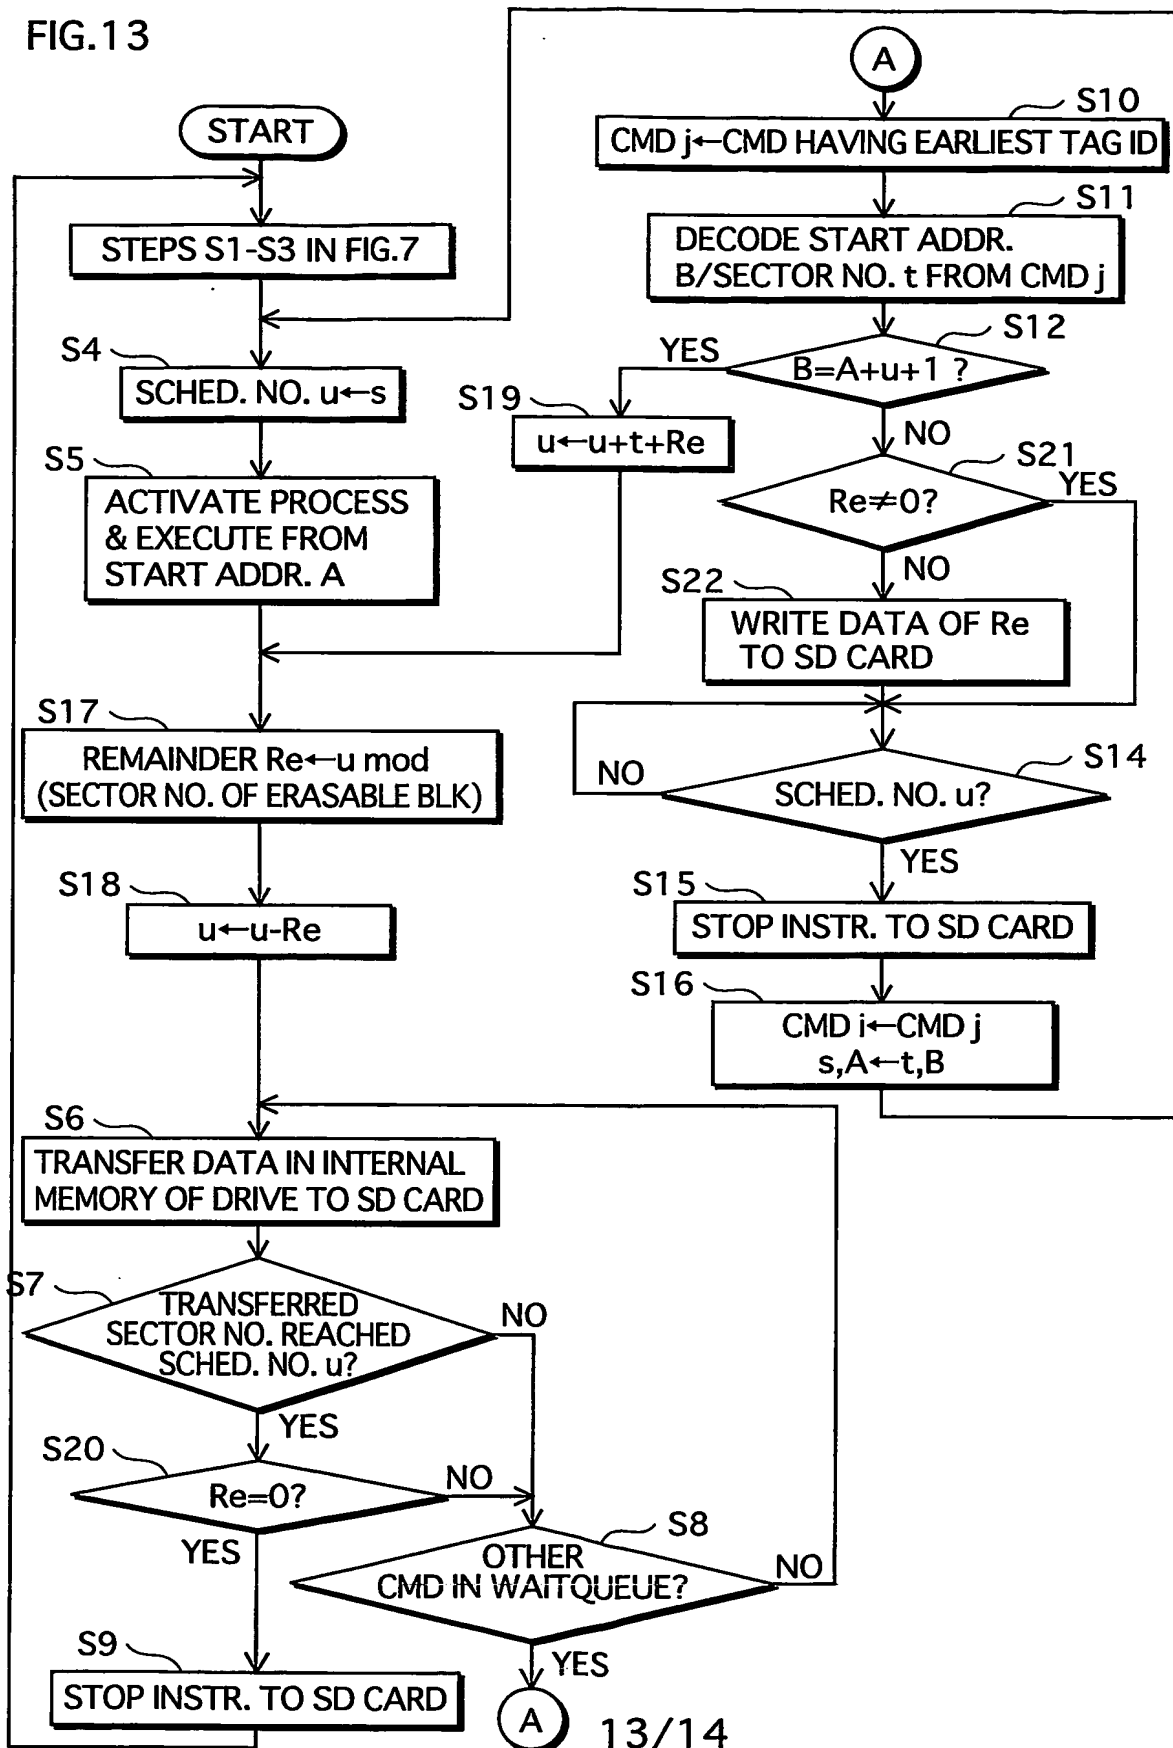 FIG.13
START
STEPS S1-S3 IN FIG.7
S4
SCHED. NO. u←s
S5
ACTIVATE PROCESS
& EXECUTE FROM
START ADDR. A
S17
REMAINDER Re←u mod
(SECTOR NO. OF ERASABLE BLK)
S18
u←u-Re
S6
TRANSFER DATA IN INTERNAL
MEMORY OF DRIVE TO SD CARD
S7
TRANSFERRED
SECTOR NO. REACHED
SCHED. NO. u?
NO
YES
S20
Re=0?
NO
YES
S8
OTHER
CMD IN WAITQUEUE?
NO
YES
A
S9
STOP INSTR. TO SD CARD
A
S10
CMD j←CMD HAVING EARLIEST TAG ID
S11
DECODE START ADDR.
B/SECTOR NO. t FROM CMD j
S12
B=A+u+1 ?
YES
NO
S19
u←u+t+Re
S21
Re≠0?
YES
NO
S22
WRITE DATA OF Re
TO SD CARD
S14
SCHED. NO. u?
NO
YES
S15
STOP INSTR. TO SD CARD
S16
CMD i←CMD j
s,A←t,B
13/14